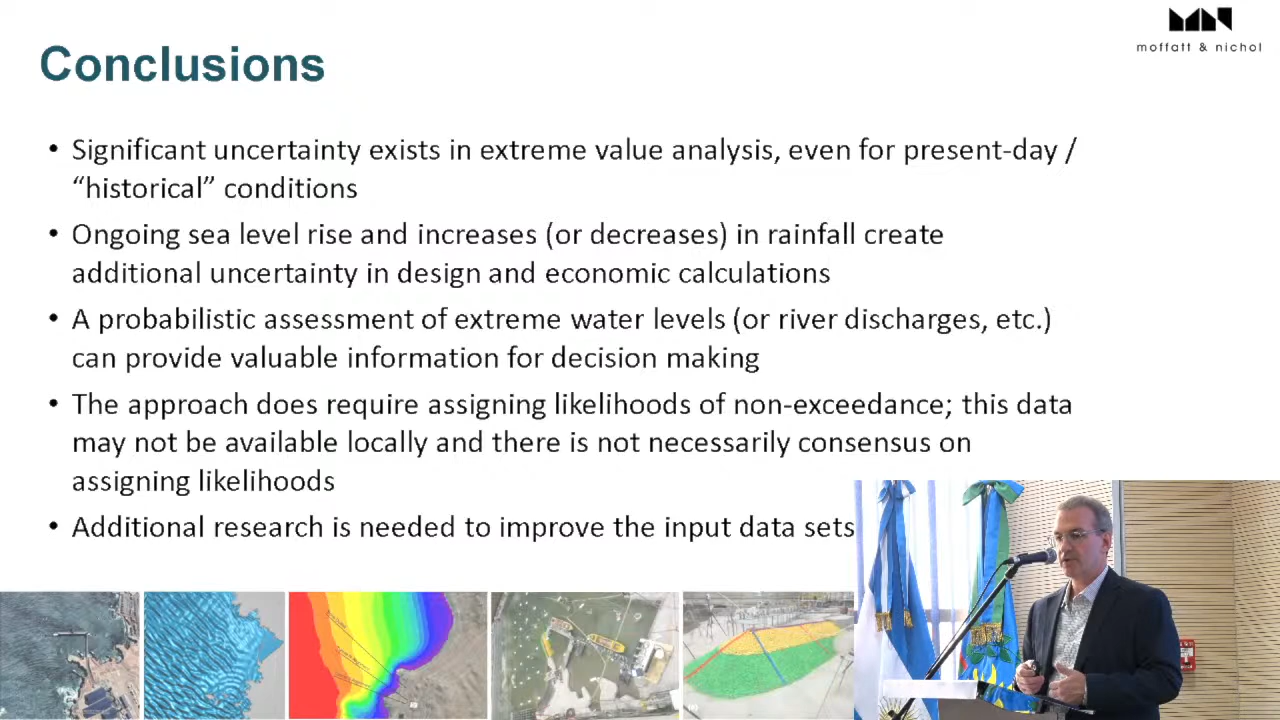 moffatt & nichol
Conclusions
• Significant uncertainty exists in extreme value analysis, even for present-day /
“historical” conditions
• Ongoing sea level rise and increases (or decreases) in rainfall create
additional uncertainty in design and economic calculations
• A probabilistic assessment of extreme water levels (or river discharges, etc.)
can provide valuable information for decision making
• The approach does require assigning likelihoods of non-exceedance; this data
may not be available locally and there is not necessarily consensus on
assigning likelihoods
• Additional research is needed to improve the input data sets